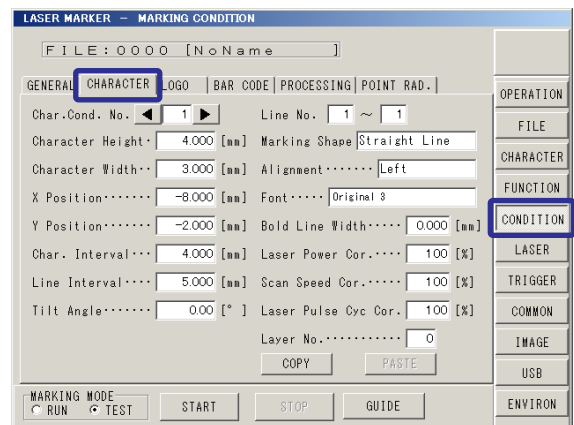 LASER MARKER − MARKING CONDITION
FILE:0000 [NoName ]
GENERAL CHARACTER LOGO BAR CODE PROCESSING POINT RAD.
Char.Cond. No. ◀ 1 ▶ Line No. 1 ~ 1
Character Height· 4.000 [mm] Marking Shape Straight Line
Character Width·· 3.000 [mm] Alignment······· Left
X Position······· −8.000 [mm] Font····· Original 3
Y Position······· −2.000 [mm] Bold Line Width····· 0.000 [mm]
Char. Interval··· 4.000 [mm] Laser Power Cor.···· 100 [%]
Line Interval···· 5.000 [mm] Scan Speed Cor.····· 100 [%]
Tilt Angle······· 0.00 [° ] Laser Pulse Cyc Cor. 100 [%]
Layer No.··········· 0
COPY PASTE
MARKING MODE
RUN TEST START STOP GUIDE
OPERATION
FILE
CHARACTER
FUNCTION
CONDITION
LASER
TRIGGER
COMMON
IMAGE
USB
ENVIRON